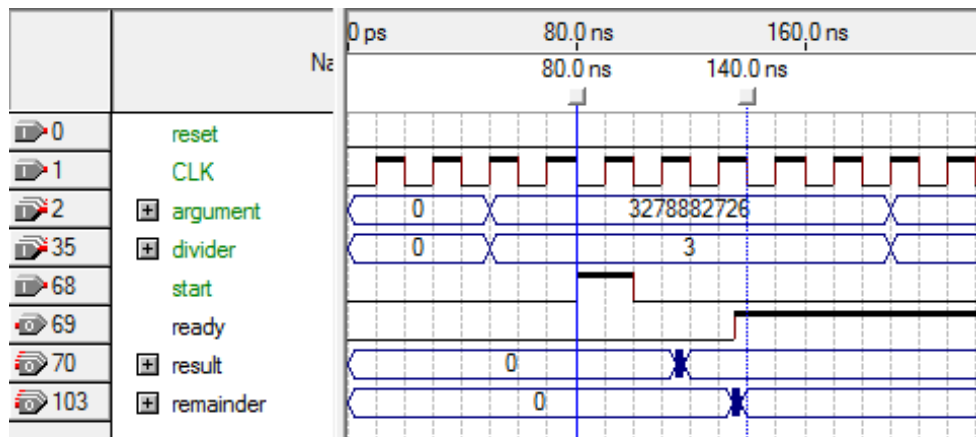 0 ps 80.0 ns 160.0 ns
Na 80.0 ns 140.0 ns
0 reset
1 CLK
2 argument 0 3278882726
35 divider 0 3
68 start
69 ready
70 result 0
103 remainder 0